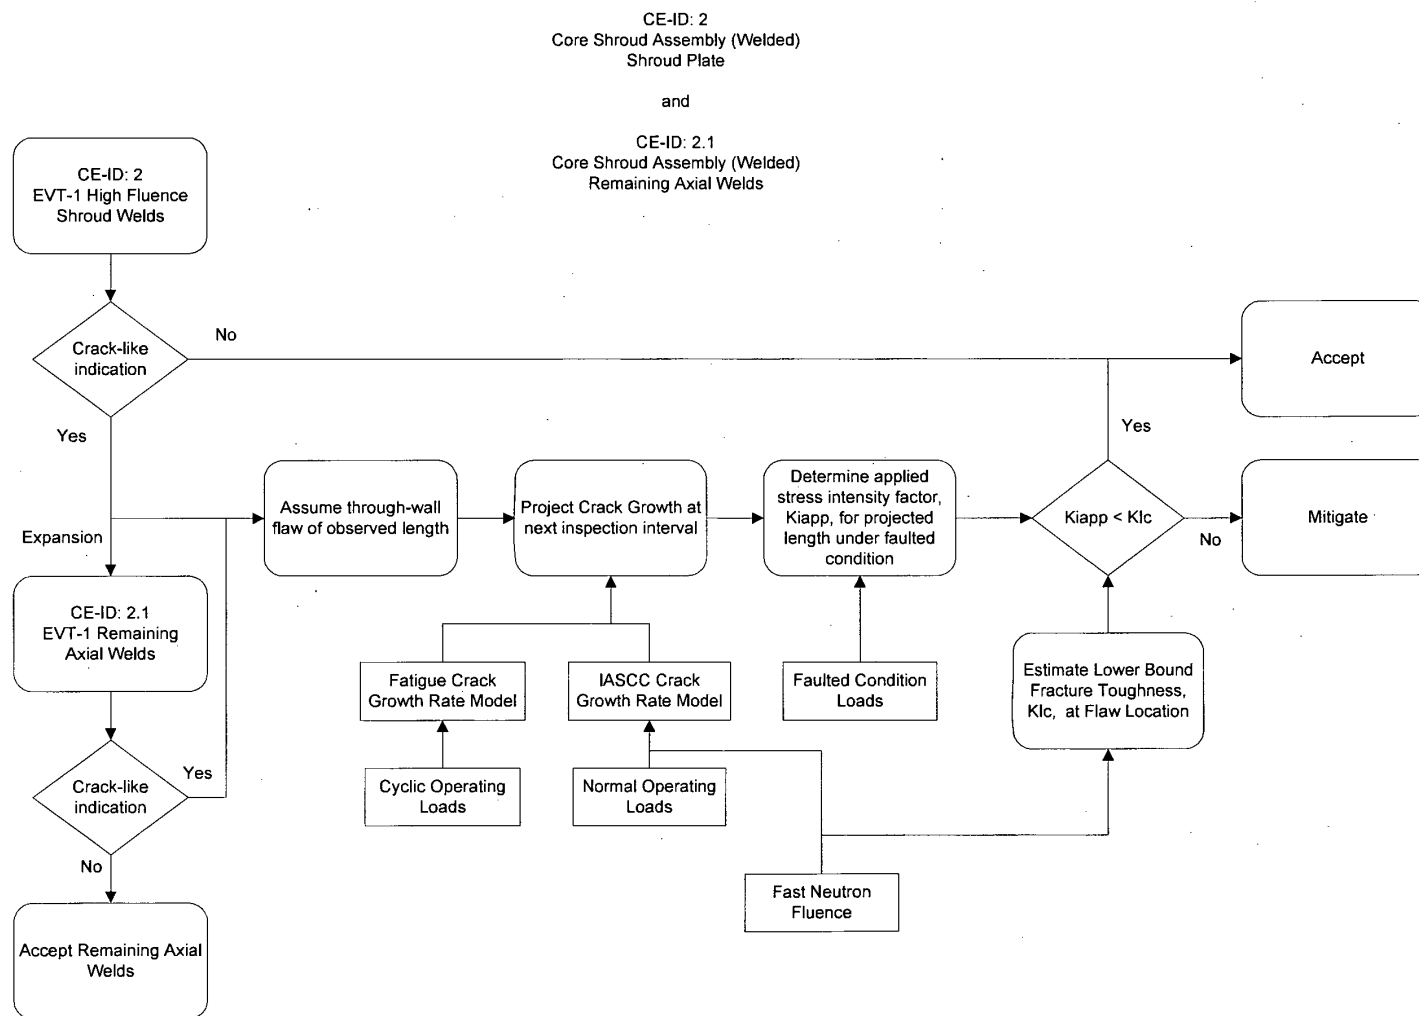 CE-ID: 2
Core Shroud Assembly (Welded)
Shroud Plate
and
CE-ID: 2.1
Core Shroud Assembly (Welded)
Remaining Axial Welds
CE-ID: 2
EVT-1 High Fluence
Shroud Welds
Crack-like
indication
No
Accept
Yes
Expansion
Assume through-wall
flaw of observed length
Project Crack Growth at
next inspection interval
Determine applied
stress intensity factor,
Kiapp, for projected
length under faulted
condition
Yes
Kiapp < KIc
No
Mitigate
CE-ID: 2.1
EVT-1 Remaining
Axial Welds
Fatigue Crack
Growth Rate Model
IASCC Crack
Growth Rate Model
Faulted Condition
Loads
Estimate Lower Bound
Fracture Toughness,
KIc, at Flaw Location
Crack-like
indication
Yes
Cyclic Operating
Loads
Normal Operating
Loads
No
Fast Neutron
Fluence
Accept Remaining Axial
Welds